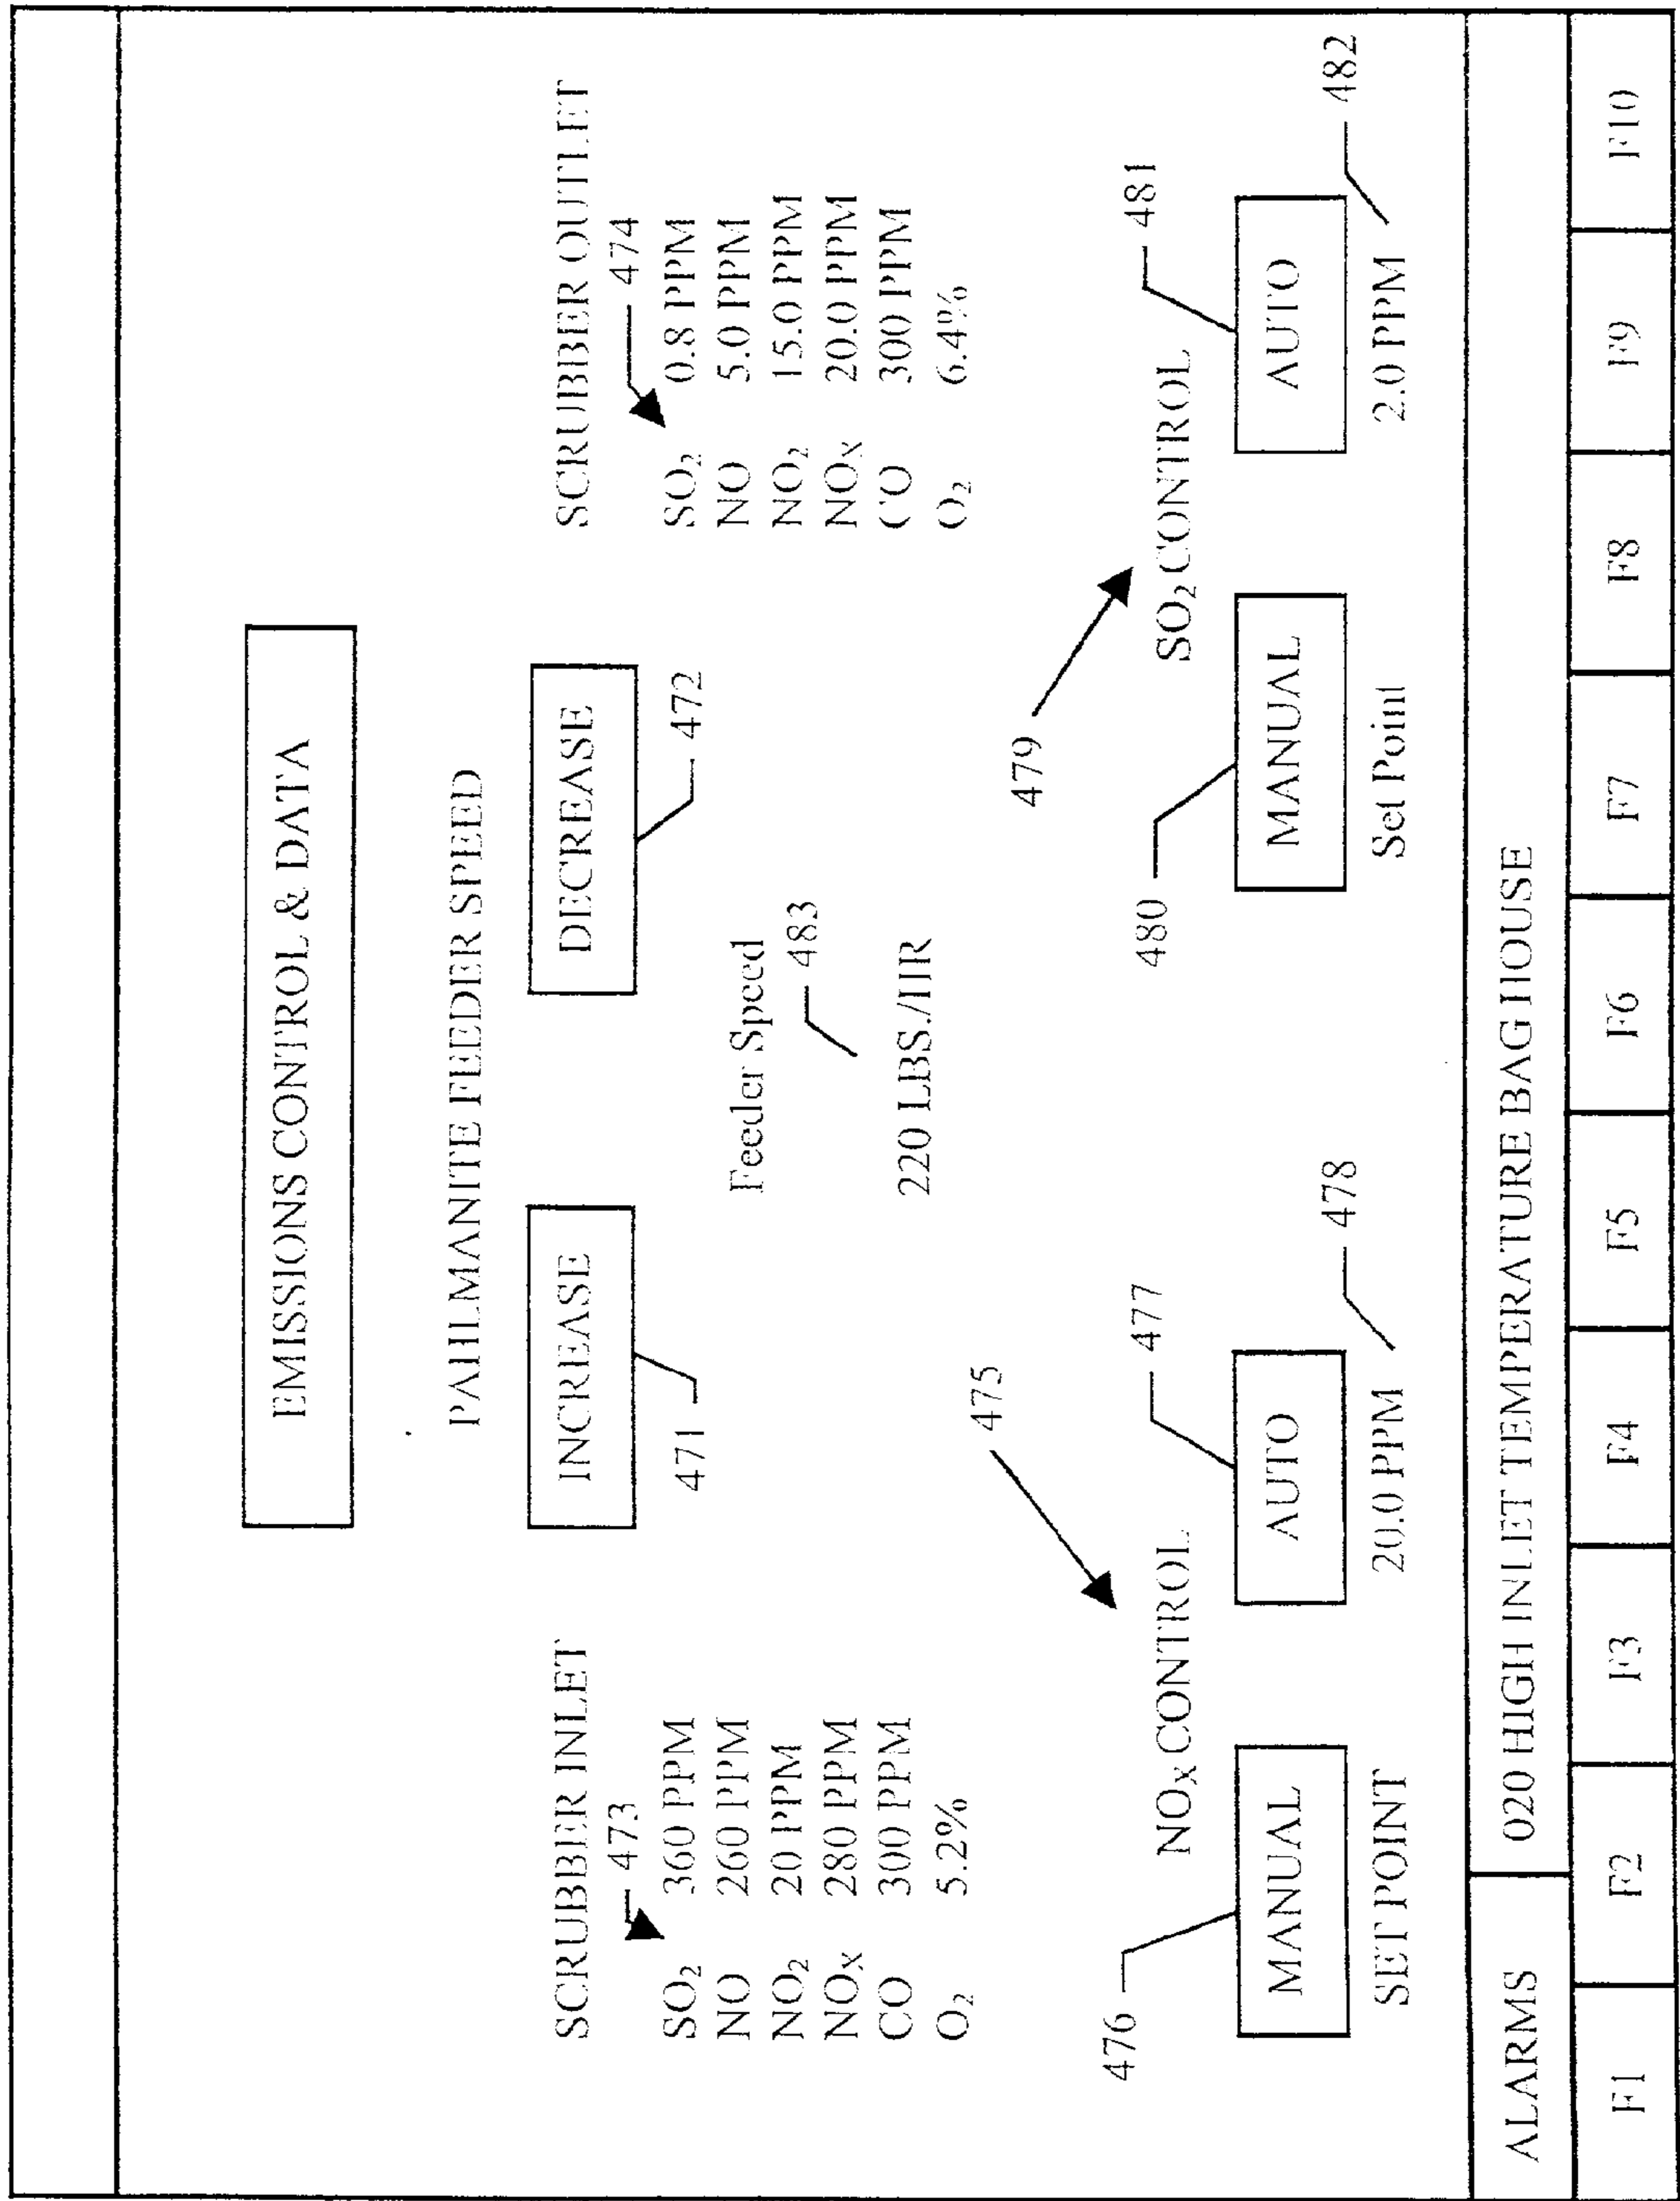 EMISSIONS CONTROL & DATA
PAHLMANITE FEEDER SPEED
SCRUBBER INLET
473
SO₂ 360 PPM
NO 260 PPM
NO₂ 20 PPM
NOₓ 280 PPM
CO 300 PPM
O₂ 5.2%
INCREASE
471
DECREASE
472
Feeder Speed
483
220 LBS./HR
SCRUBBER OUTLET
474
SO₂ 0.8 PPM
NO 5.0 PPM
NO₂ 15.0 PPM
NOₓ 20.0 PPM
CO 300 PPM
O₂ 6.4%
475
NOₓ CONTROL
476
477
MANUAL AUTO
478
SET POINT 20.0 PPM
479
SO₂ CONTROL
480
481
MANUAL AUTO
482
Set Point 2.0 PPM
ALARMS 020 HIGH INLET TEMPERATURE BAG HOUSE
F1 F2 F3 F4 F5 F6 F7 F8 F9 F10